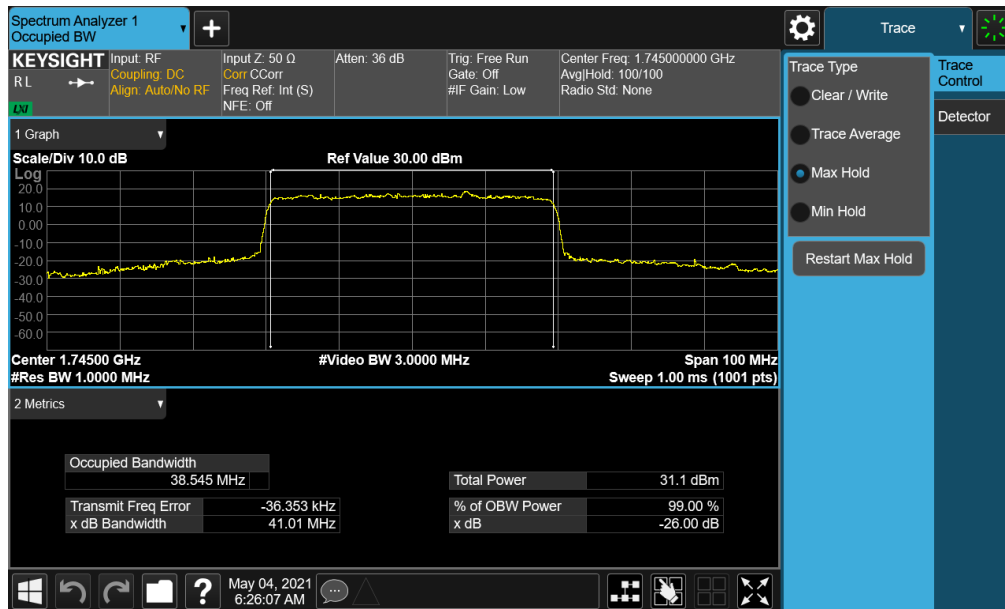 Spectrum Analyzer 1
Occupied BW
+
Trace
KEYSIGHT
R L
LXI
Input: RF
Coupling: DC
Align: Auto/No RF
Input Z: 50 Ω
Corr CCorr
Freq Ref: Int (S)
NFE: Off
Atten: 36 dB
Trig: Free Run
Gate: Off
#IF Gain: Low
Center Freq: 1.745000000 GHz
Avg|Hold: 100/100
Radio Std: None
Trace Type
Clear / Write
Trace Average
Max Hold
Min Hold
Restart Max Hold
Trace
Control
Detector
1 Graph
Scale/Div 10.0 dB
Ref Value 30.00 dBm
Log
20.0
10.0
0.00
-10.0
-20.0
-30.0
-40.0
-50.0
-60.0
Center 1.74500 GHz
#Video BW 3.0000 MHz
Span 100 MHz
#Res BW 1.0000 MHz
Sweep 1.00 ms (1001 pts)
2 Metrics
Occupied Bandwidth
38.545 MHz
Total Power 31.1 dBm
Transmit Freq Error -36.353 kHz
% of OBW Power 99.00 %
x dB Bandwidth 41.01 MHz
x dB -26.00 dB
?
May 04, 2021
6:26:07 AM